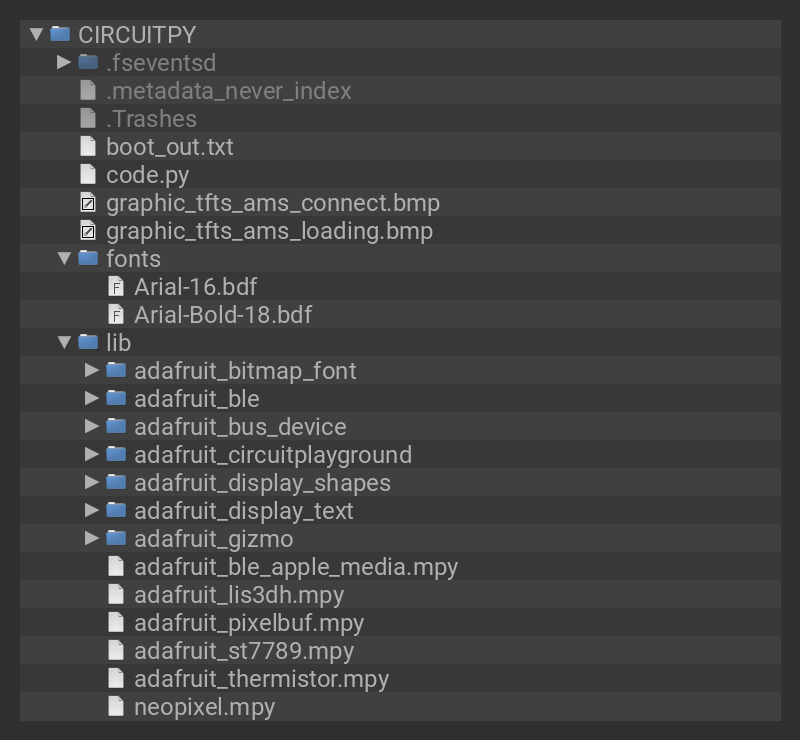 CIRCUITPY
.fseventsd
.metadata_never_index
.Trashes
boot_out.txt
code.py
graphic_tfts_ams_connect.bmp
graphic_tfts_ams_loading.bmp
fonts
Arial-16.bdf
Arial-Bold-18.bdf
lib
adafruit_bitmap_font
adafruit_ble
adafruit_bus_device
adafruit_circuitplayground
adafruit_display_shapes
adafruit_display_text
adafruit_gizmo
adafruit_ble_apple_media.mpy
adafruit_lis3dh.mpy
adafruit_pixelbuf.mpy
adafruit_st7789.mpy
adafruit_thermistor.mpy
neopixel.mpy